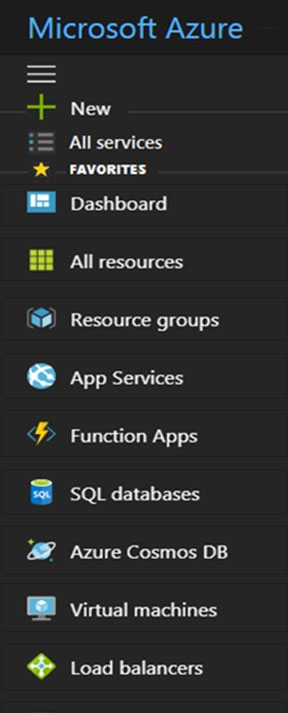 Microsoft Azure
New
All services
FAVORITES
Dashboard
All resources
Resource groups
App Services
Function Apps
SQL databases
Azure Cosmos DB
Virtual machines
Load balancers